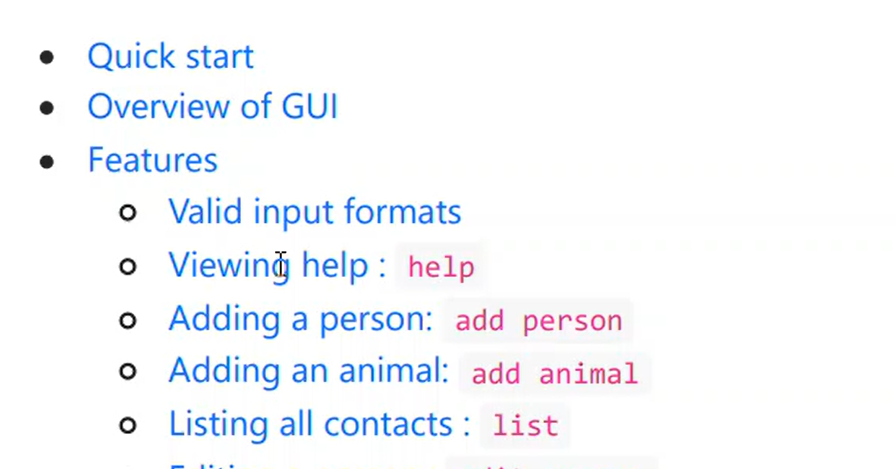 Quick start
Overview of GUI
Features
Valid input formats
Viewing help : help
Adding a person: add person
Adding an animal: add animal
Listing all contacts : list